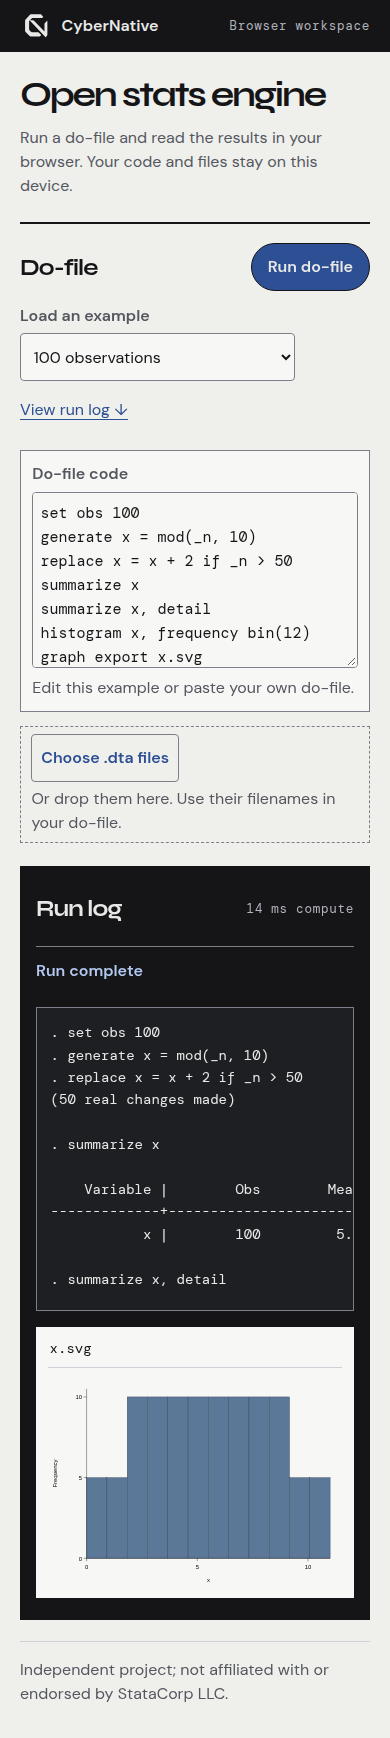 CyberNative
Browser workspace
Open stats engine
Run a do-file and read the results in your
browser. Your code and files stay on this
device.
Do-file
Run do-file
Load an example
100 observations
View run log ↓
Do-file code
set obs 100
generate x = mod(_n, 10)
replace x = x + 2 if _n > 50
summarize x
summarize x, detail
histogram x, frequency bin(12)
graph export x.svg
Edit this example or paste your own do-file.
Choose .dta files
Or drop them here. Use their filenames in
your do-file.
Run log
14 ms compute
Run complete
. set obs 100
. generate x = mod(_n, 10)
. replace x = x + 2 if _n > 50
(50 real changes made)
. summarize x
Variable | Obs Mea
-------------+----------------------
x | 100 5.
. summarize x, detail
x.svg
10
5
0
Frequency
0 5 10
x
Independent project; not affiliated with or
endorsed by StataCorp LLC.